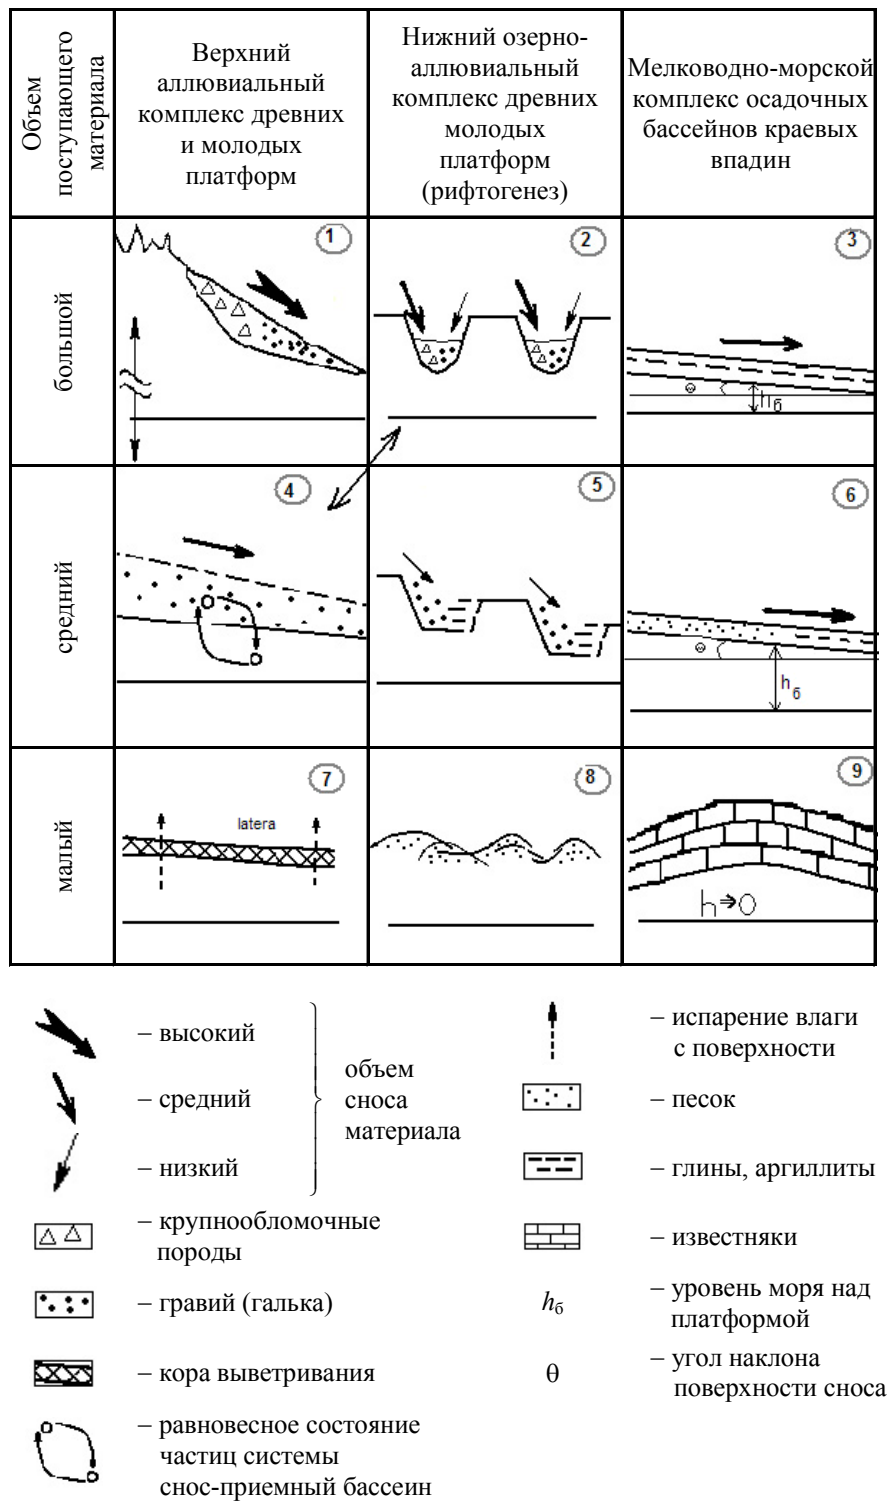 Объем
поступающего
материала
Верхний
аллювиальный
комплекс древних
и молодых
платформ
Нижний озерно-
аллювиальный
комплекс древних
молодых
платформ
(рифтогенез)
Мелководно-морской
комплекс осадочных
бассейнов краевых
впадин
большой
1
2
3
hб
средний
4
5
6
hб
малый
7
latera
8
9
h⇒0
– высокий
– средний
– низкий
объем
сноса
материала
– крупнообломочные
породы
– гравий (галька)
– кора выветривания
– равновесное состояние
частиц системы
снос-приемный бассеин
– испарение влаги
с поверхности
– песок
– глины, аргиллиты
– известняки
hб – уровень моря над
платформой
θ – угол наклона
поверхности сноса